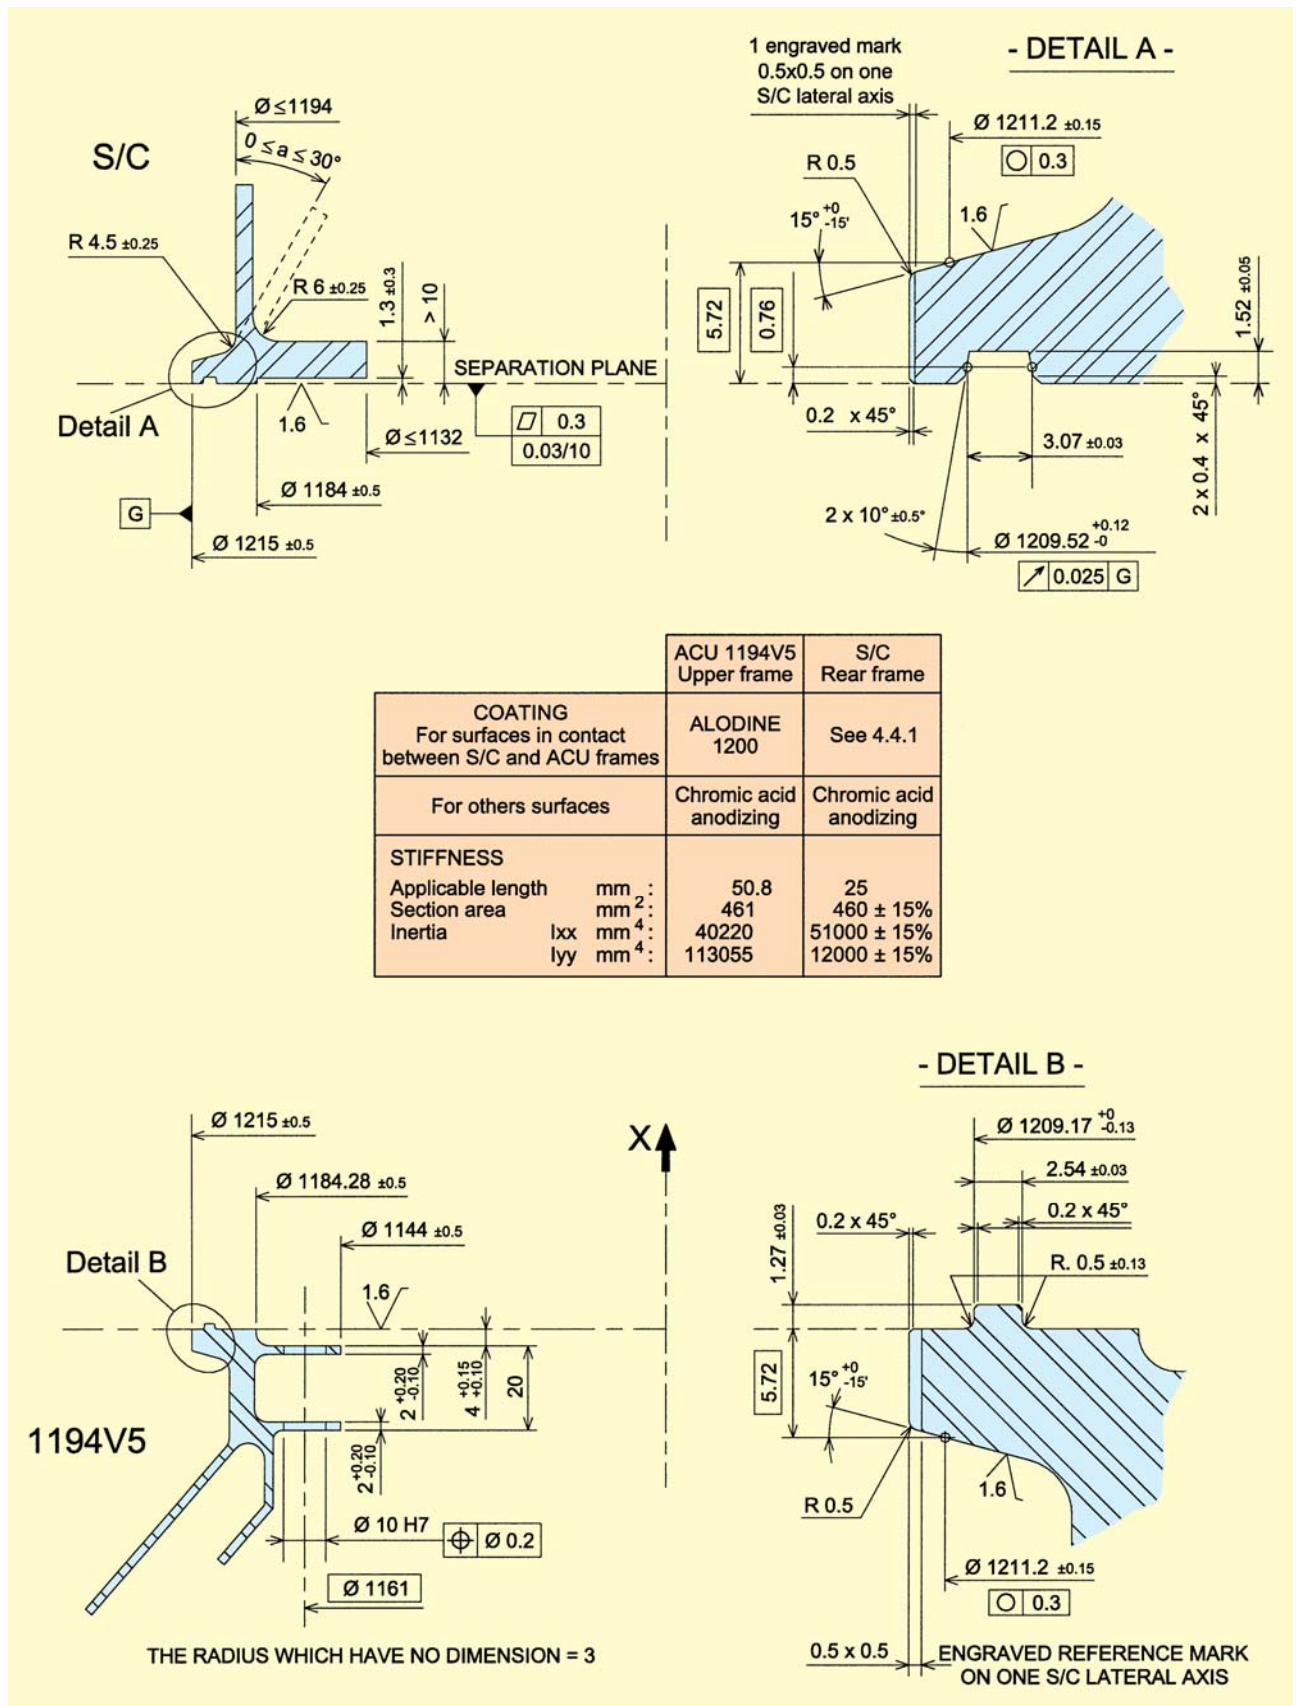 - DETAIL A -
1 engraved mark
0.5x0.5 on one
S/C lateral axis
Ø ≤1194
0 ≤ a ≤ 30°
S/C
Ø 1211.2 ±0.15
0.3
R 0.5
15° +0 -15'
1.6
R 4.5 ±0.25
R 6 ±0.25
1.3 ±0.3
> 10
5.72
0.76
1.52 ±0.05
SEPARATION PLANE
Detail A
1.6
0.3
0.03/10
Ø ≤1132
0.2 x 45°
3.07 ±0.03
2 x 0.4 x 45°
Ø 1184 ±0.5
G
Ø 1215 ±0.5
2 x 10° ±0.5°
Ø 1209.52 +0.12 -0
0.025 G
ACU 1194V5 S/C
Upper frame Rear frame
COATING
For surfaces in contact
between S/C and ACU frames
ALODINE
1200
See 4.4.1
For others surfaces
Chromic acid
anodizing
Chromic acid
anodizing
STIFFNESS
Applicable length mm : 50.8 25
Section area mm 2 : 461 460 ± 15%
Inertia Ixx mm 4 : 40220 51000 ± 15%
Iyy mm 4 : 113055 12000 ± 15%
- DETAIL B -
Ø 1215 ±0.5
X
Ø 1209.17 +0 -0.13
Ø 1184.28 ±0.5
2.54 ±0.03
Ø 1144 ±0.5
0.2 x 45°
0.2 x 45°
1.27 ±0.03
Detail B
R. 0.5 ±0.13
1.6
2 +0.20 -0.10
4 +0.15 +0.10
20
5.72
15° +0 -15'
1194V5
2 +0.20 -0.10
1.6
R 0.5
Ø 10 H7
Ø 0.2
Ø 1161
Ø 1211.2 ±0.15
0.3
THE RADIUS WHICH HAVE NO DIMENSION = 3
0.5 x 0.5
ENGRAVED REFERENCE MARK
ON ONE S/C LATERAL AXIS